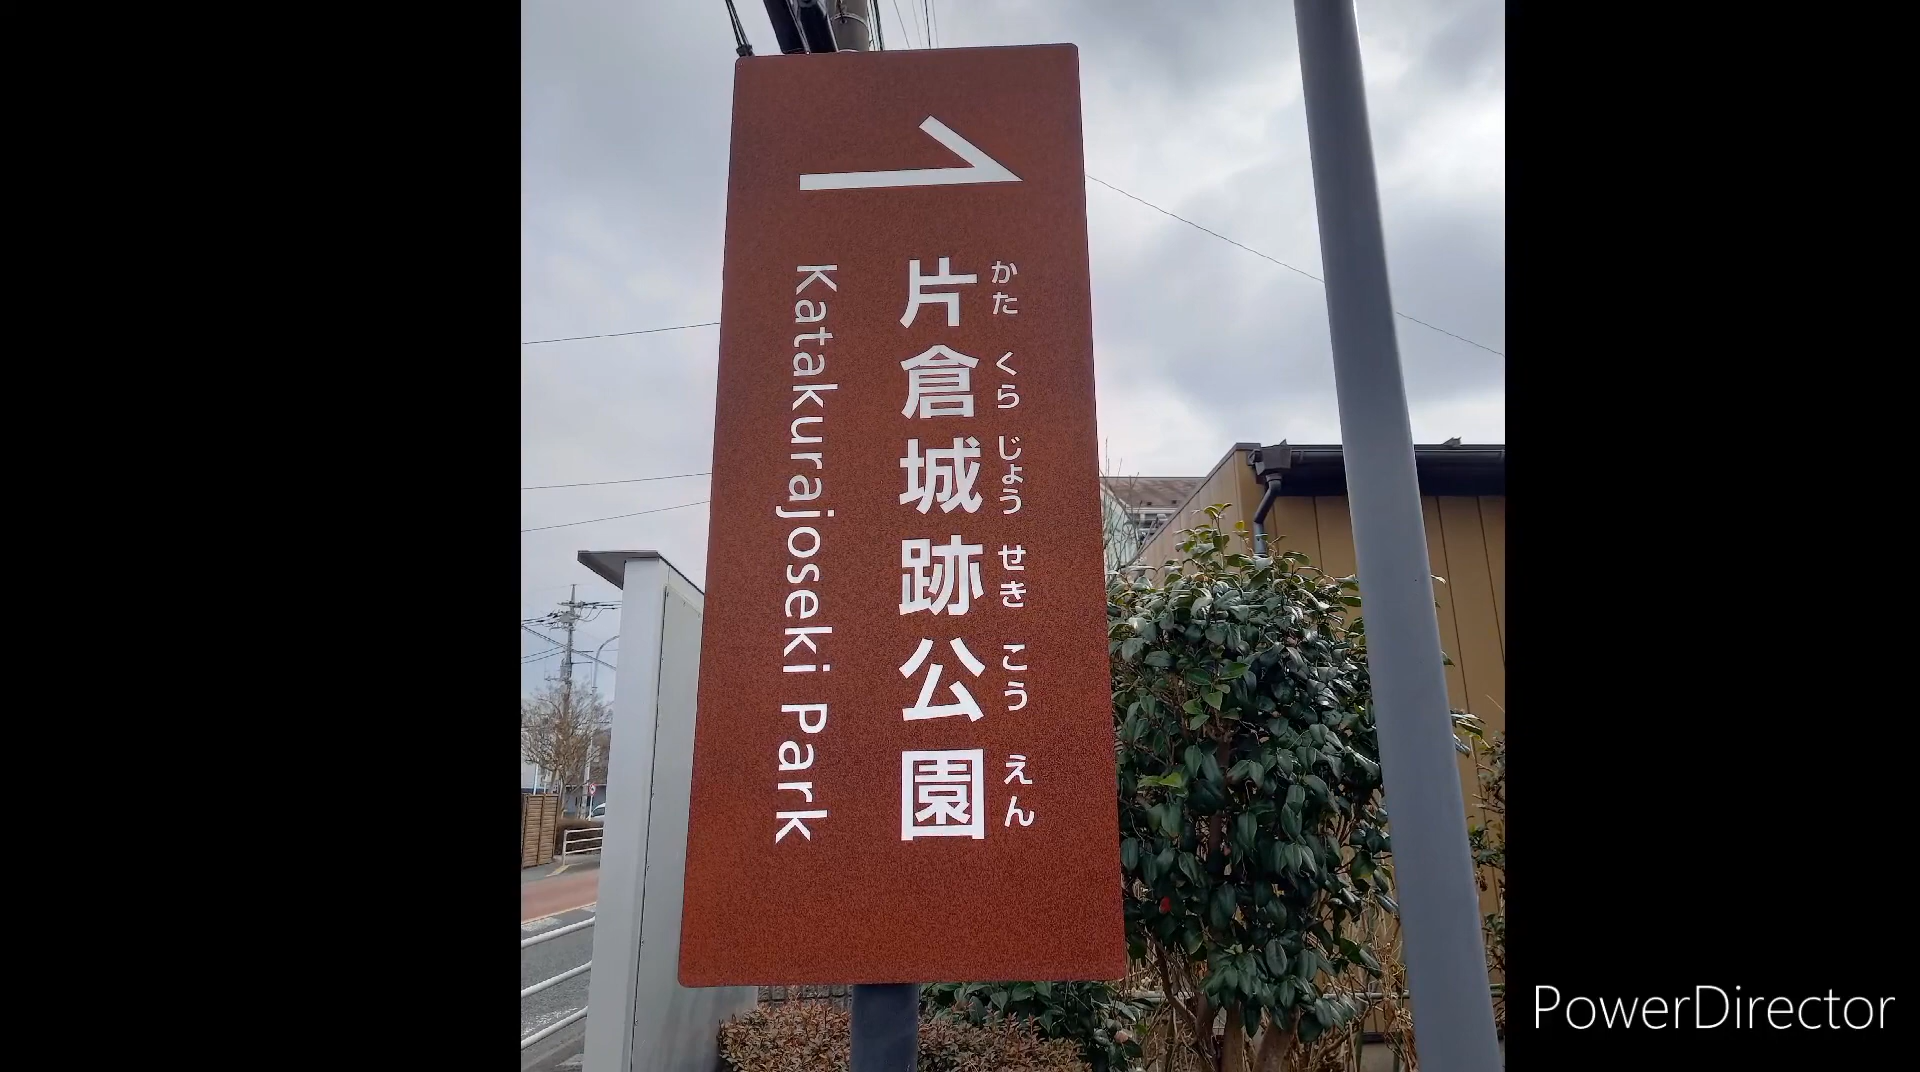 かた くら じょう せき こう えん
片倉城跡公園
Katakurajoseki Park
PowerDirector